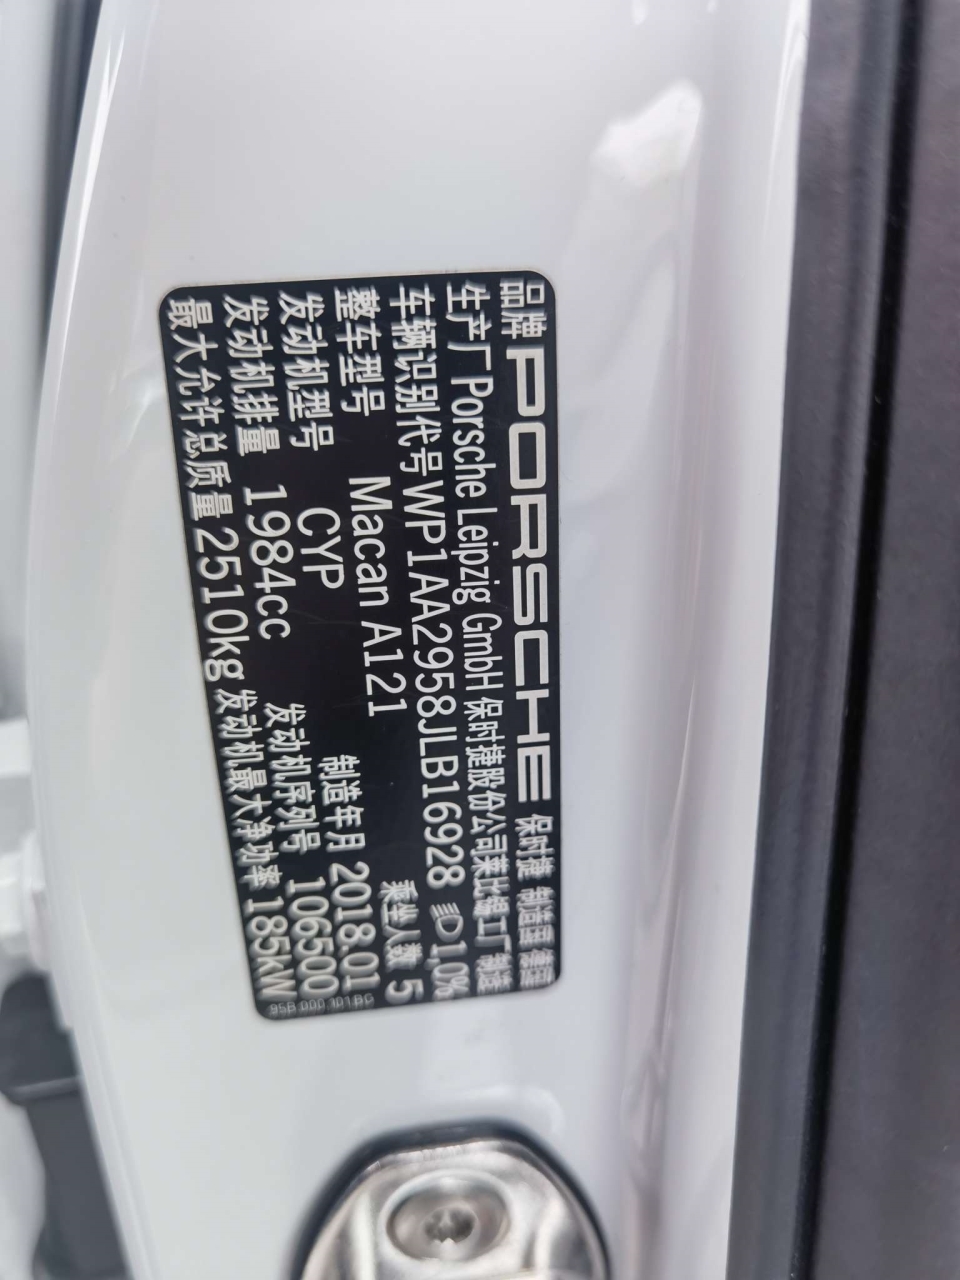 品牌 PORSCHE 保时捷 制造国 德国
生产厂 Porsche Leipzig GmbH 保时捷股份公司莱比锡工厂 制造
车辆识别代号 WP1AA2958JLB16928 1,0%
整车型号 Macan A121 乘坐人数 5
发动机型号 CYP 制造年月 2018.01
发动机排量 1984cc 发动机序列号 106500
最大允许总质量 2510kg 发动机最大净功率 185kW
95B.000.101.BG